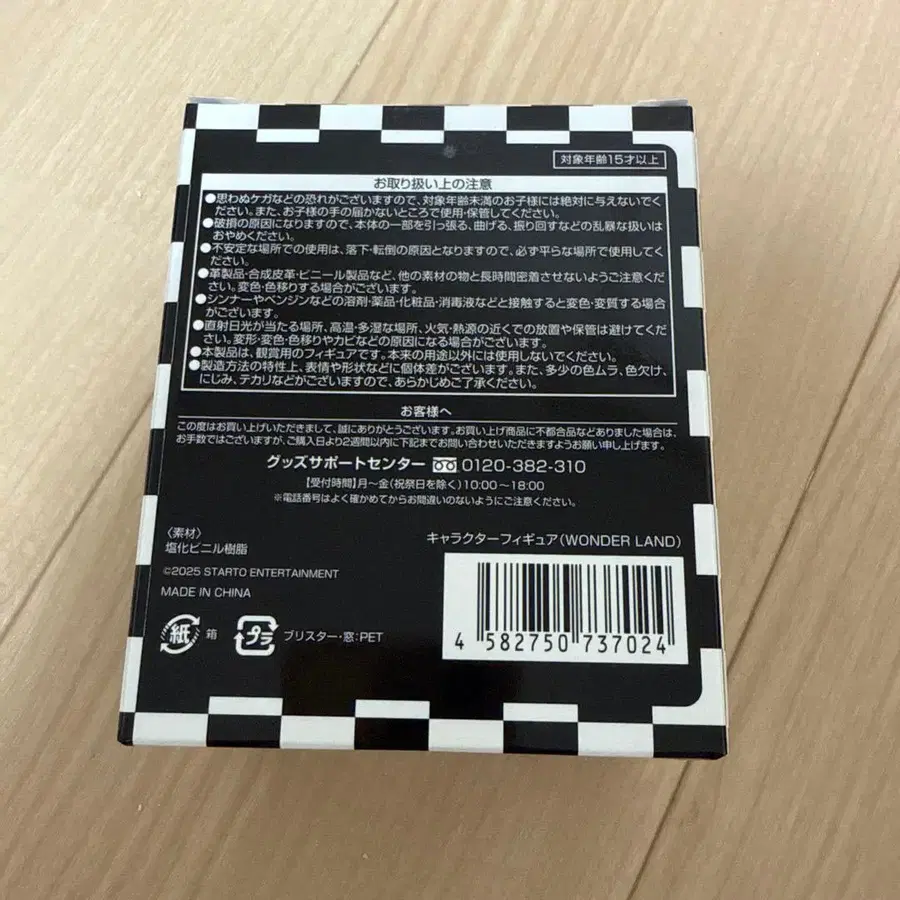 対象年齢15才以上
お取り扱い上の注意
●思わぬケガなどの恐れがございますので、対象年齢未満のお子様には絶対に与えないでく
ださい。また、お子様の手の届かないところで使用・保管してください。
●破損の原因になりますので、本体の一部を引っ張る、曲げる、振り回すなどの乱暴な扱いは
おやめください。
●不安定な場所での使用は、落下・転倒の原因となりますので、必ず平らな場所で使用してく
ださい。
●革製品・合成皮革・ビニール製品など、他の素材の物と長時間密着させないようご注意くだ
さい。変色・色移りする場合がございます。
●シンナーやベンジンなどの溶剤・薬品・化粧品・消毒液などと接触すると変色・変質する場合
がございます。
●直射日光が当たる場所、高温・多湿な場所、火気・熱源の近くでの放置や保管は避けてくだ
さい。変形・変色・色移りやカビなどの原因になる場合がございます。
●本製品は、観賞用のフィギュアです。本来の用途以外には使用しないでください。
●製造方法の特性上、表情や形状などに個体差がございます。また、多少の色ムラ、色欠け、
にじみ、テカリなどがございますので、あらかじめご了承ください。
お客様へ
この度はお買い上げいただきまして、誠にありがとうございます。お買い上げ商品に不都合品などありました場合は、
お手数ではございますが、ご購入日より2週間以内に下記までお問い合わせいただきますようお願い申し上げます。
グッズサポートセンター 0120-382-310
【受付時間】月～金(祝祭日を除く)10:00～18:00
※電話番号はよく確かめてからお間違いのないようにご注意ください。
〈素材〉
塩化ビニル樹脂
©2025 STARTO ENTERTAINMENT
MADE IN CHINA
紙 箱 プラ ブリスター・窓:PET
キャラクターフィギュア(WONDER LAND)
4 582750 737024